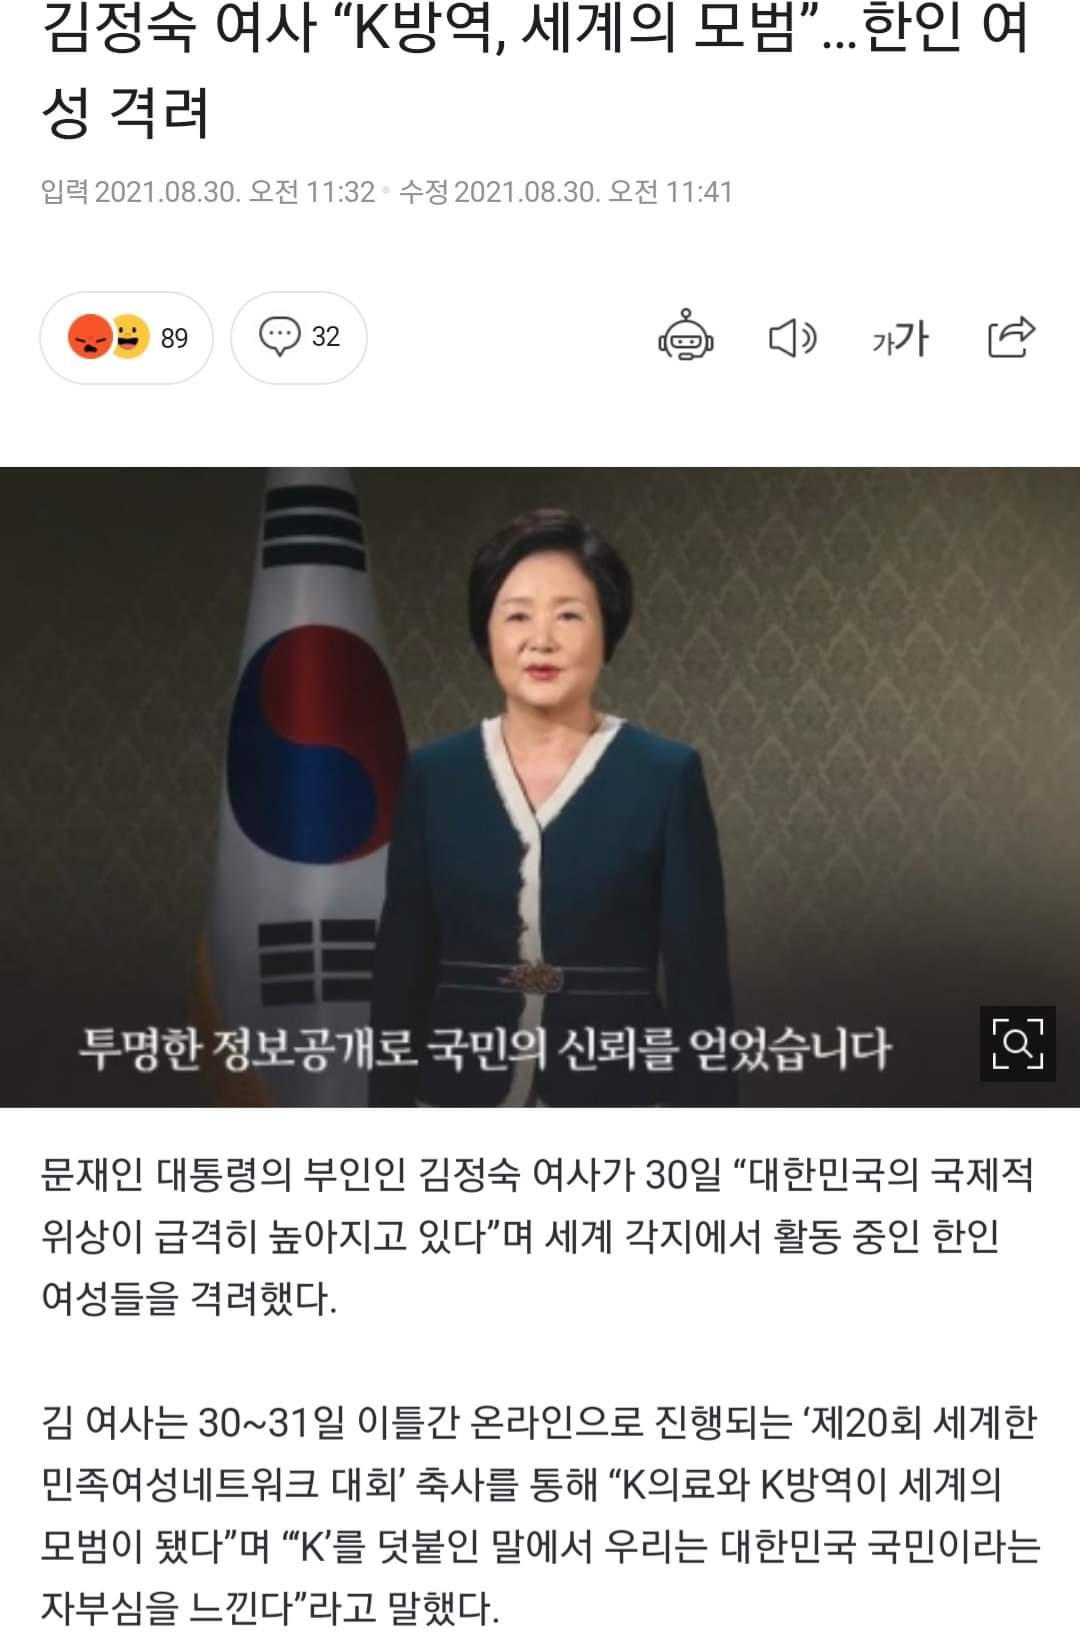 김정숙 여사 “K방역, 세계의 모범”…한인 여
성 격려
입력 2021.08.30. 오전 11:32 · 수정 2021.08.30. 오전 11:41
89
32
가가
투명한 정보공개로 국민의 신뢰를 얻었습니다
문재인 대통령의 부인인 김정숙 여사가 30일 “대한민국의 국제적
위상이 급격히 높아지고 있다”며 세계 각지에서 활동 중인 한인
여성들을 격려했다.
김 여사는 30~31일 이틀간 온라인으로 진행되는 ‘제20회 세계한
민족여성네트워크 대회’ 축사를 통해 “K의료와 K방역이 세계의
모범이 됐다”며 “‘K’를 덧붙인 말에서 우리는 대한민국 국민이라는
자부심을 느낀다”라고 말했다.